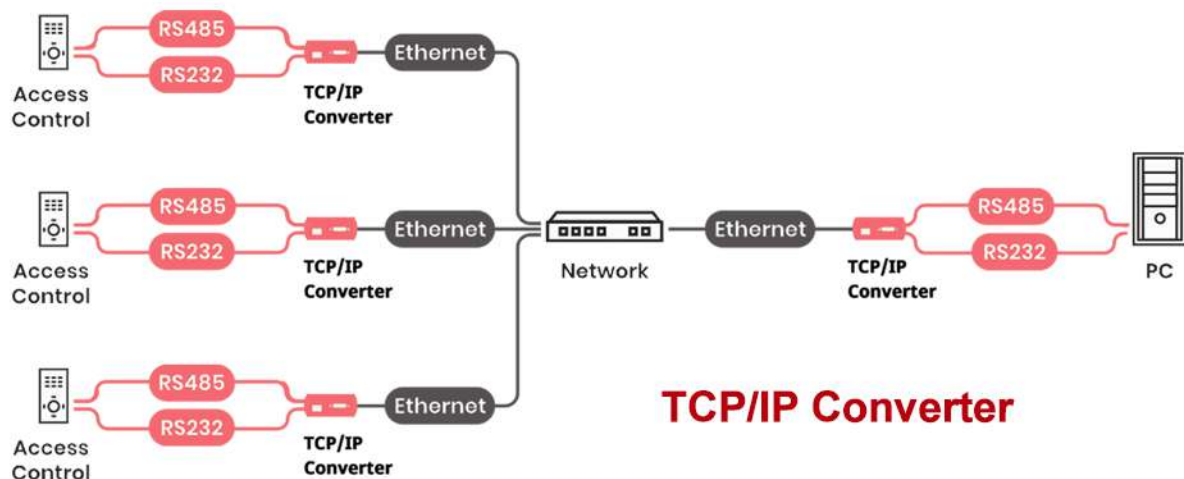 RS485
RS232
Access
Control
TCP/IP
Converter
Ethernet
RS485
RS232
Access
Control
TCP/IP
Converter
Ethernet
Network
Ethernet
TCP/IP
Converter
RS485
RS232
PC
RS485
RS232
Access
Control
TCP/IP
Converter
Ethernet
TCP/IP Converter